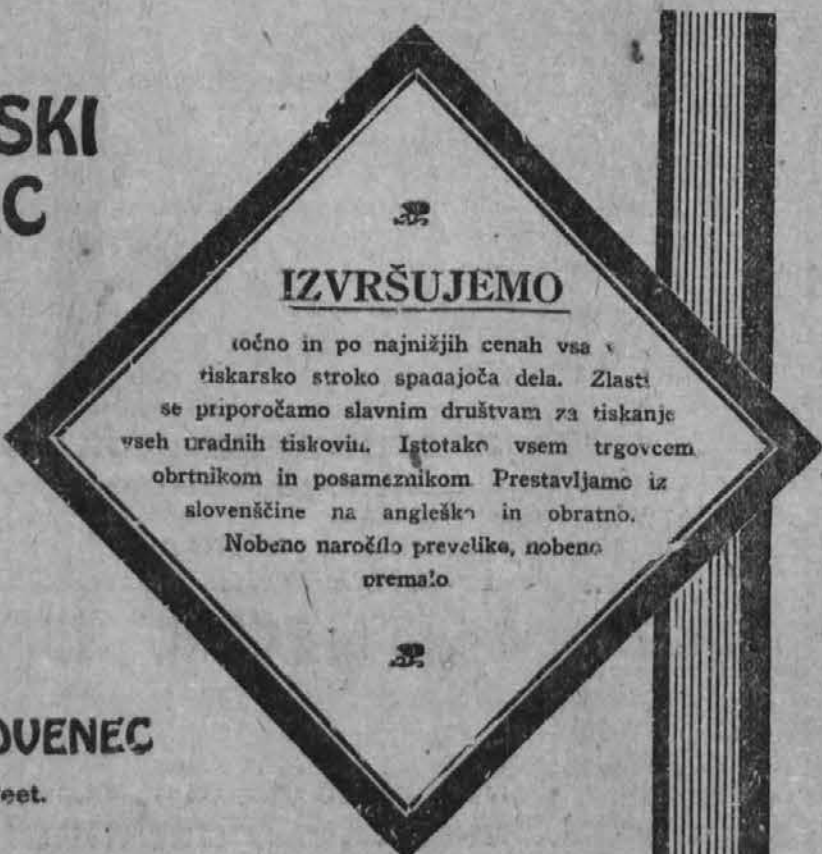 SKI
C
IZVRŠUJEMO
točno in po najnižjih cenah vsa v
tiskarsko stroko spadajoča dela. Zlasti
se priporočamo slavnim društvam za tiskanje
vseh uradnih tiskovin. Istotako vsem trgovcem
obrtnikom in posameznikom Prestavljamo iz
slovenščine na angleško in obratno.
Nobeno naročilo preveliko, nobeno
premalo
OVENEC
eet.